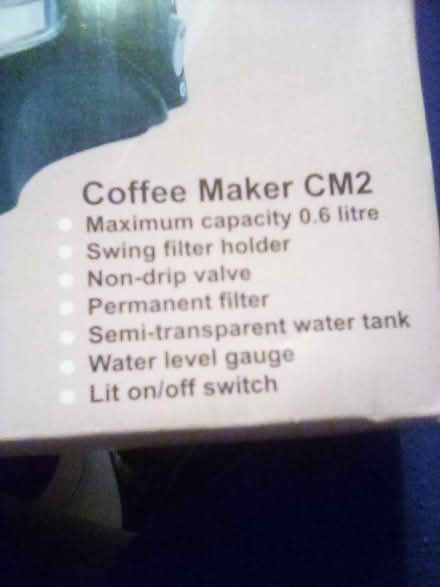 Coffee Maker CM2
Maximum capacity 0.6 litre
Swing filter holder
Non-drip valve
Permanent filter
Semi-transparent water tank
Water level gauge
Lit on/off switch